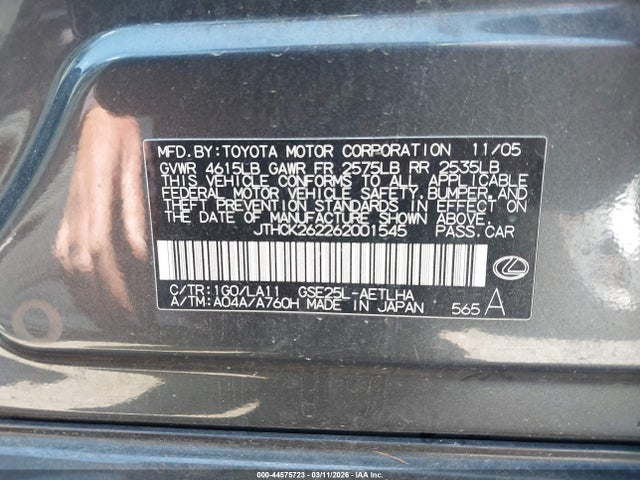 MFD. BY: TOYOTA MOTOR CORPORATION 11/05
GVWR 4615LB GAWR FR 2575LB RR 2535LB
THIS VEHICLE CONFORMS TO ALL APPLICABLE
FEDERAL MOTOR VEHICLE SAFETY, BUMPER, AND
THEFT PREVENTION STANDARDS IN EFFECT ON
THE DATE OF MANUFACTURE SHOWN ABOVE.
JTHCK262262001545 PASS. CAR
C/TR: 1G0/LA11 GSE25L-AETLHA
A/TM: A04A/A760H MADE IN JAPAN 565 A
000-44575723 - 03/11/2026 - IAA Inc.